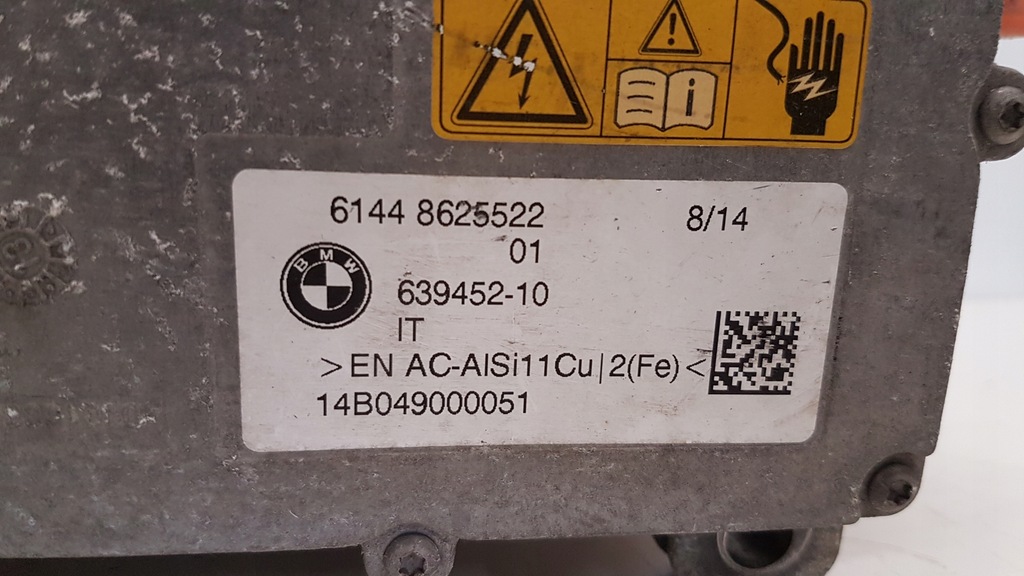 6144 8625522 8/14
01
BMW
639452-10
IT
>EN AC-AlSi11Cu|2(Fe)<
14B049000051
i